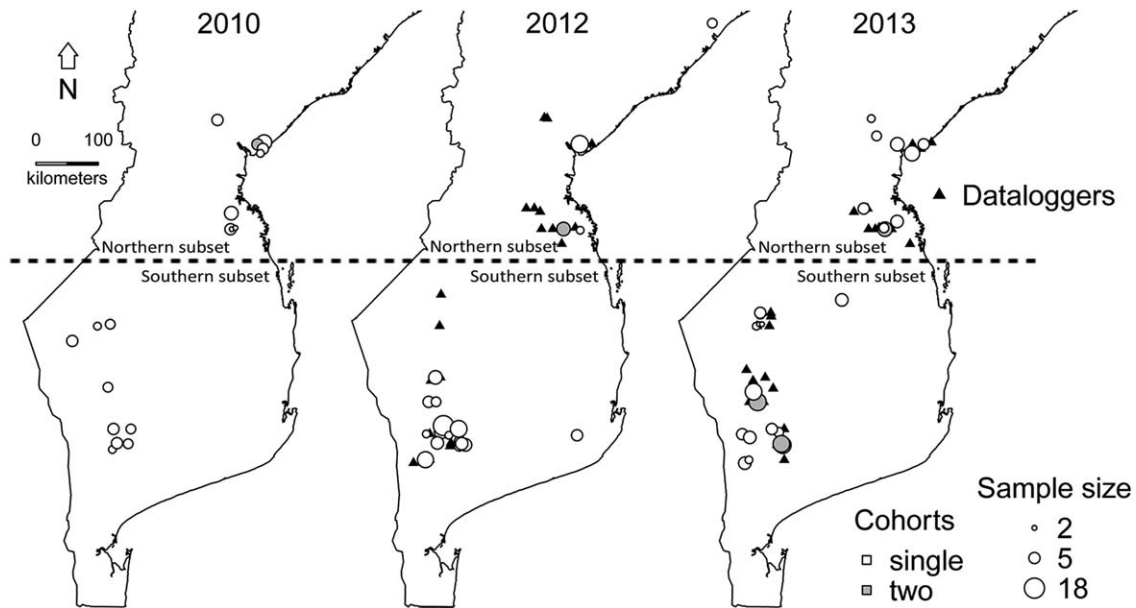 2010
2012
2013
N
0 100
kilometers
Dataloggers
Northern subset
Northern subset
Northern subset
Southern subset
Southern subset
Southern subset
Cohorts
single
two
Sample size
2
5
18